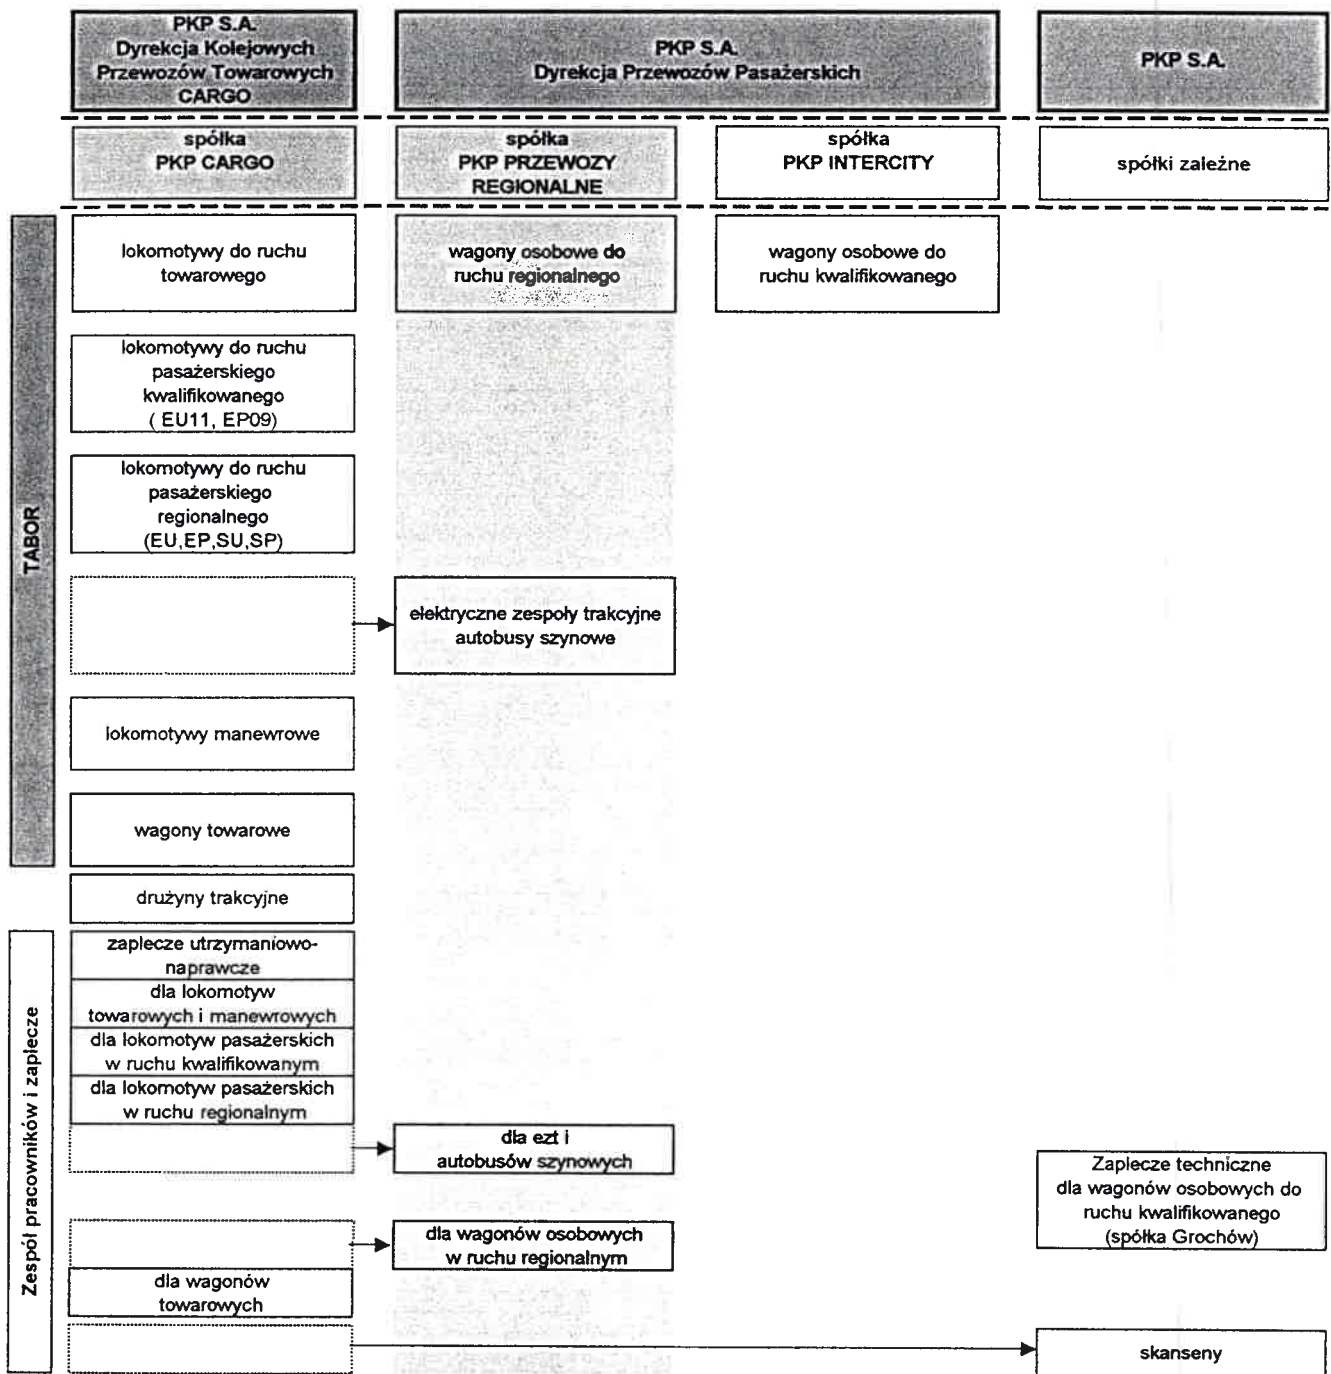 PKP S.A.
Dyrekcja Kolejowych
Przewozów Towarowych
CARGO
PKP S.A.
Dyrekcja Przewozów Pasażerskich
PKP S.A.
spółka
PKP CARGO
spółka
PKP PRZEWOZY
REGIONALNE
spółka
PKP INTERCITY
spółki zależne
TABOR
lokomotywy do ruchu
towarowego
wagony osobowe do
ruchu regionalnego
wagony osobowe do
ruchu kwalifikowanego
lokomotywy do ruchu
pasażerskiego
kwalifikowanego
( EU11, EP09)
lokomotywy do ruchu
pasażerskiego
regionalnego
(EU,EP,SU,SP)
elektryczne zespoły trakcyjne
autobusy szynowe
lokomotywy manewrowe
wagony towarowe
drużyny trakcyjne
Zespół pracowników i zaplecze
zaplecze utrzymaniowo-
naprawcze
dla lokomotyw
towarowych i manewrowych
dla lokomotyw pasażerskich
w ruchu kwalifikowanym
dla lokomotyw pasażerskich
w ruchu regionalnym
dla ezt i
autobusów szynowych
Zaplecze techniczne
dla wagonów osobowych do
ruchu kwalifikowanego
(spółka Grochów)
dla wagonów osobowych
w ruchu regionalnym
dla wagonów
towarowych
skanseny